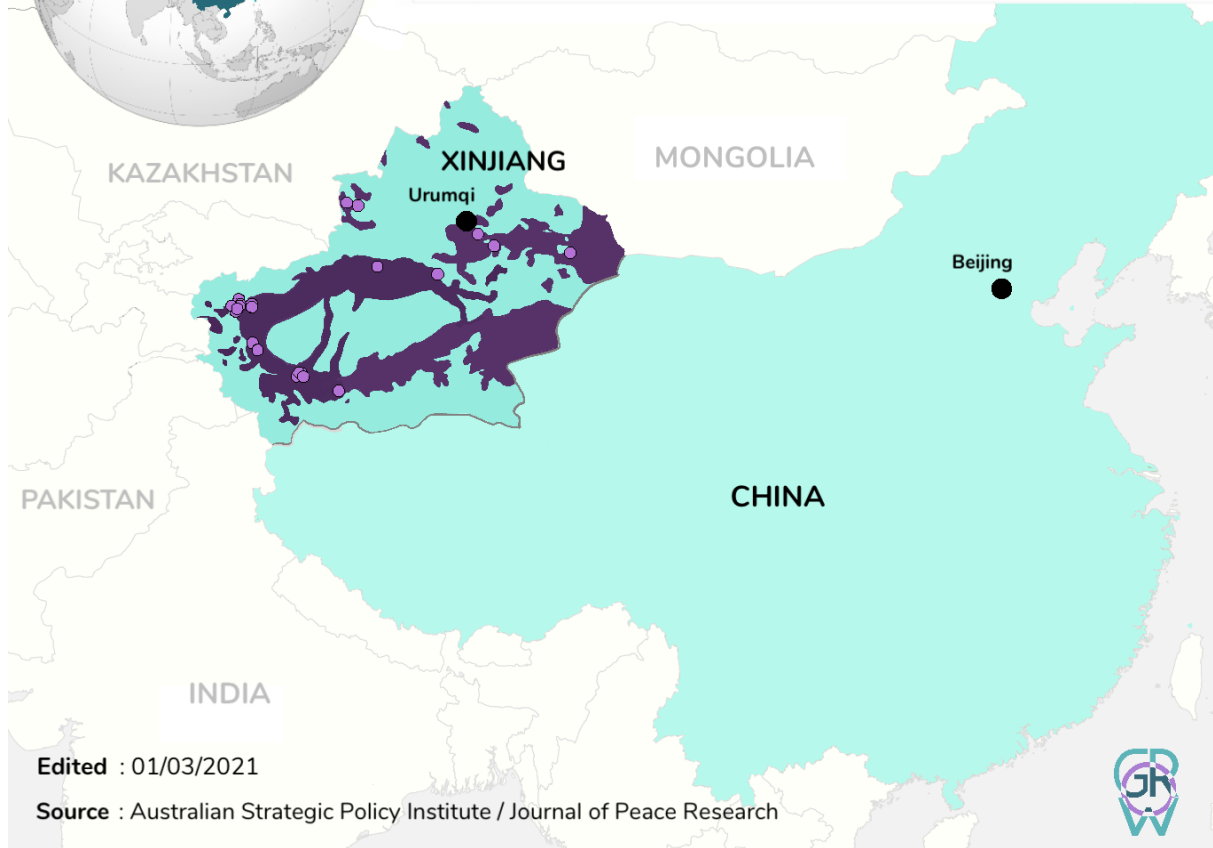 KAZAKHSTAN
XINJIANG
MONGOLIA
Urumqi
Beijing
PAKISTAN
CHINA
INDIA
Edited : 01/03/2021
Source : Australian Strategic Policy Institute / Journal of Peace Research
GRW